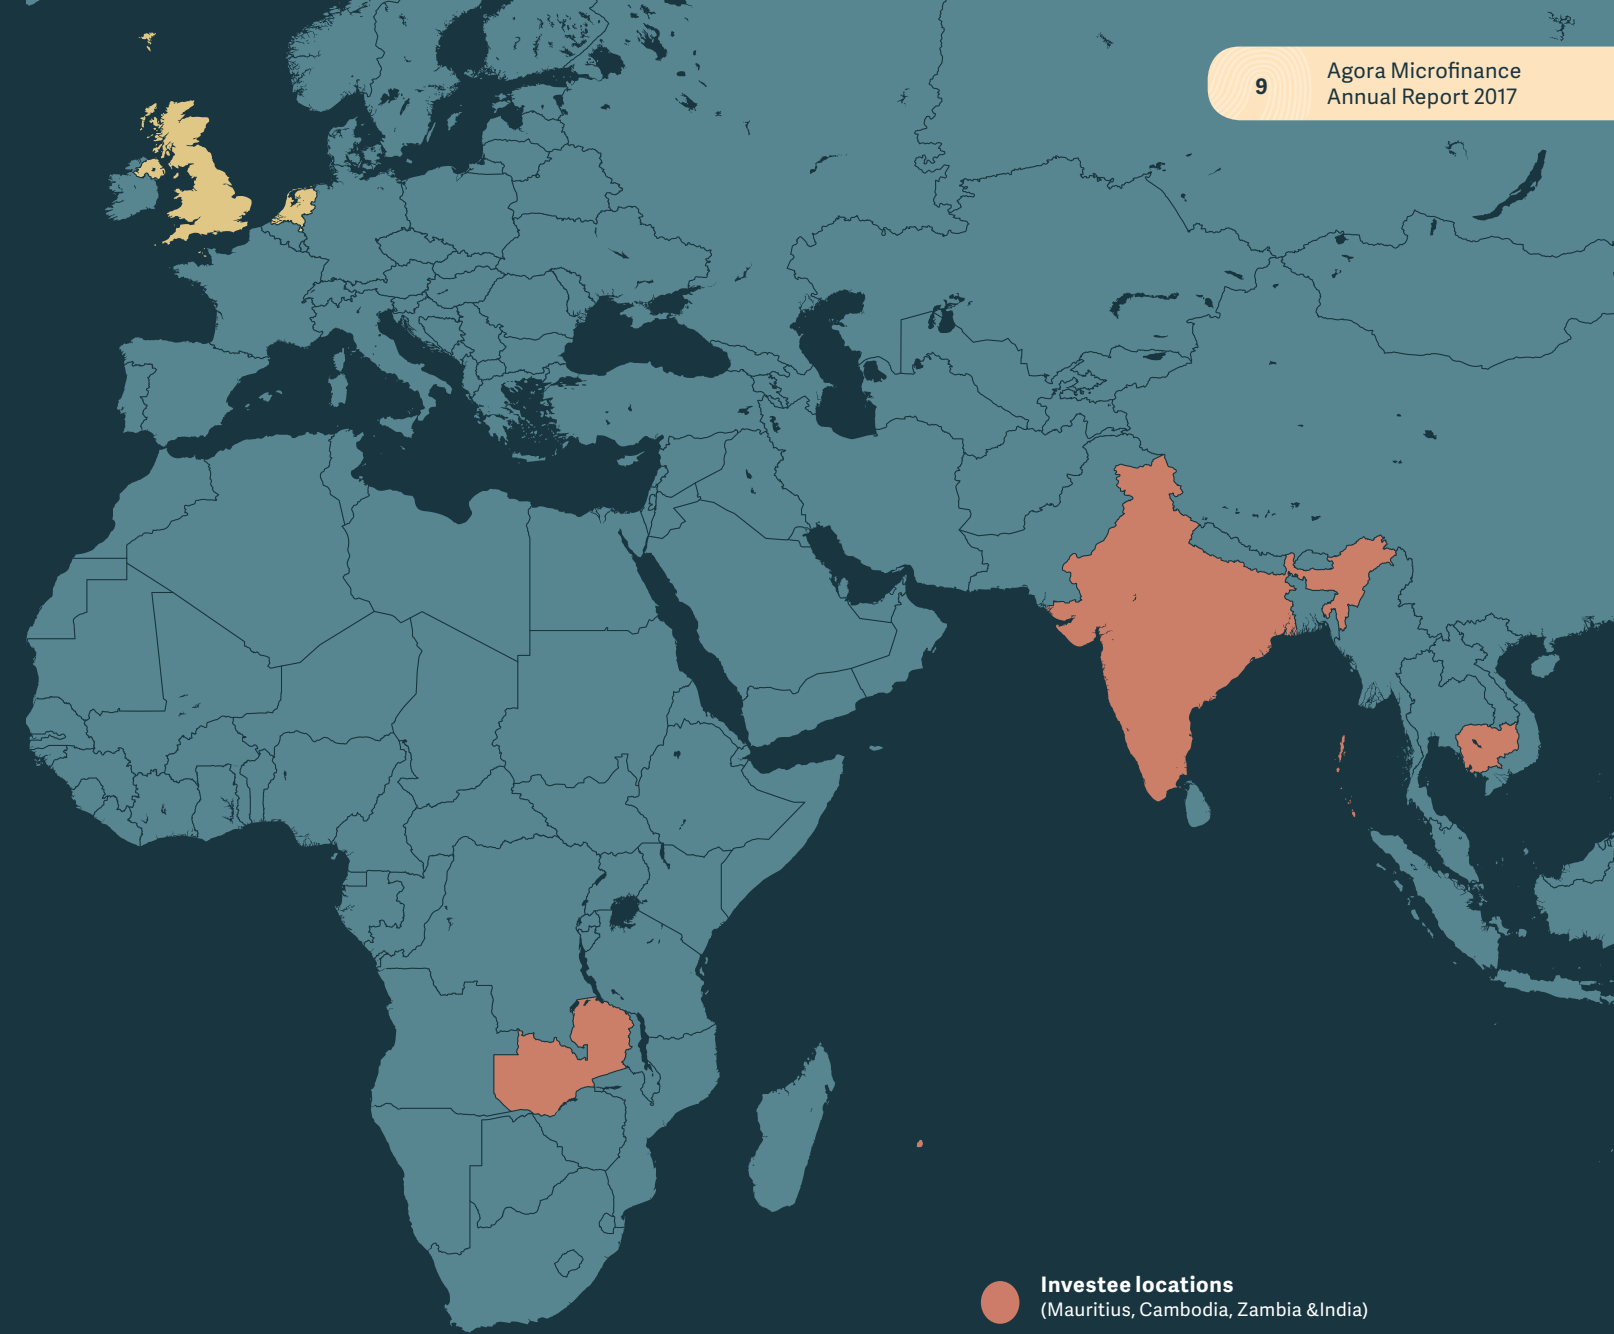 9
Agora Microfinance
Annual Report 2017
Investee locations
(Mauritius, Cambodia, Zambia &India)